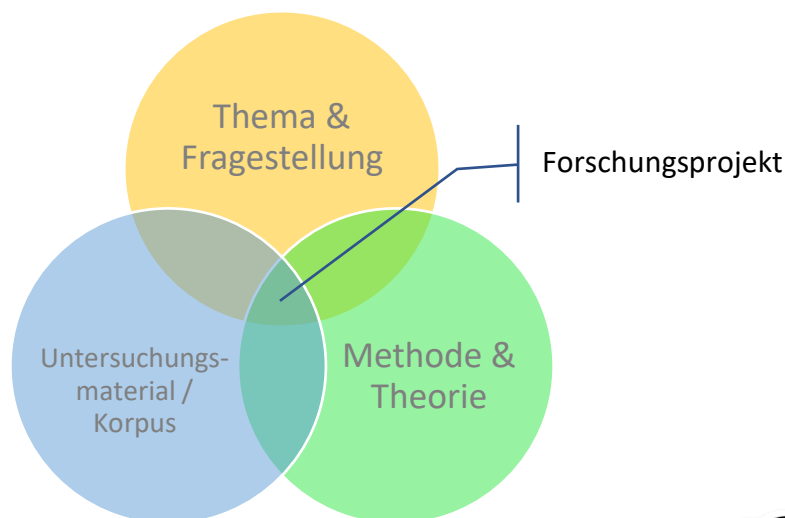 Thema &
Fragestellung
Forschungsprojekt
Untersuchungs-
material /
Korpus
Methode &
Theorie